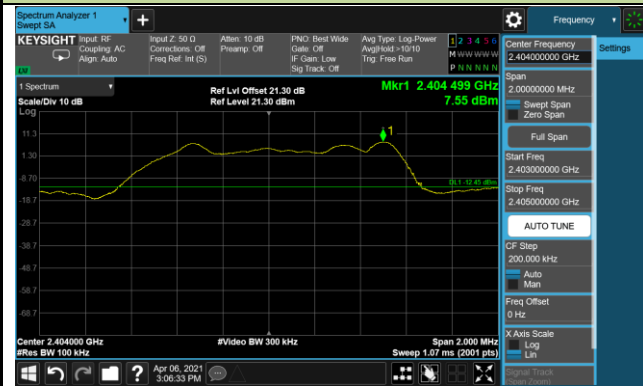 Spectrum Analyzer 1
Swept SA
Frequency
KEYSIGHT
Input: RF
Coupling: AC
Align: Auto
Input Z: 50 Ω
Corrections: Off
Freq Ref: Int (S)
Atten: 10 dB
Preamp: Off
PNO: Best Wide
Gate: Off
IF Gain: Low
Sig Track: Off
Avg Type: Log-Power
Avg|Hold:>10/10
Trig: Free Run
1 2 3 4 5 6
M W W W W W
P N N N N N
1 Spectrum
Scale/Div 10 dB
Ref Lvl Offset 21.30 dB
Ref Level 21.30 dBm
Mkr1 2.404 499 GHz
7.55 dBm
Log
11.3
1.30
-8.70
-18.7
-28.7
-38.7
-48.7
-58.7
-68.7
1
DL1 -12.45 dBm
Center 2.404000 GHz
#Res BW 100 kHz
#Video BW 300 kHz
Span 2.000 MHz
Sweep 1.07 ms (2001 pts)
Apr 06, 2021
3:06:33 PM
Center Frequency
2.404000000 GHz
Settings
Span
2.00000000 MHz
Swept Span
Zero Span
Full Span
Start Freq
2.403000000 GHz
Stop Freq
2.405000000 GHz
AUTO TUNE
CF Step
200.000 kHz
Auto
Man
Freq Offset
0 Hz
X Axis Scale
Log
Lin
Signal Track
(Span Zoom)